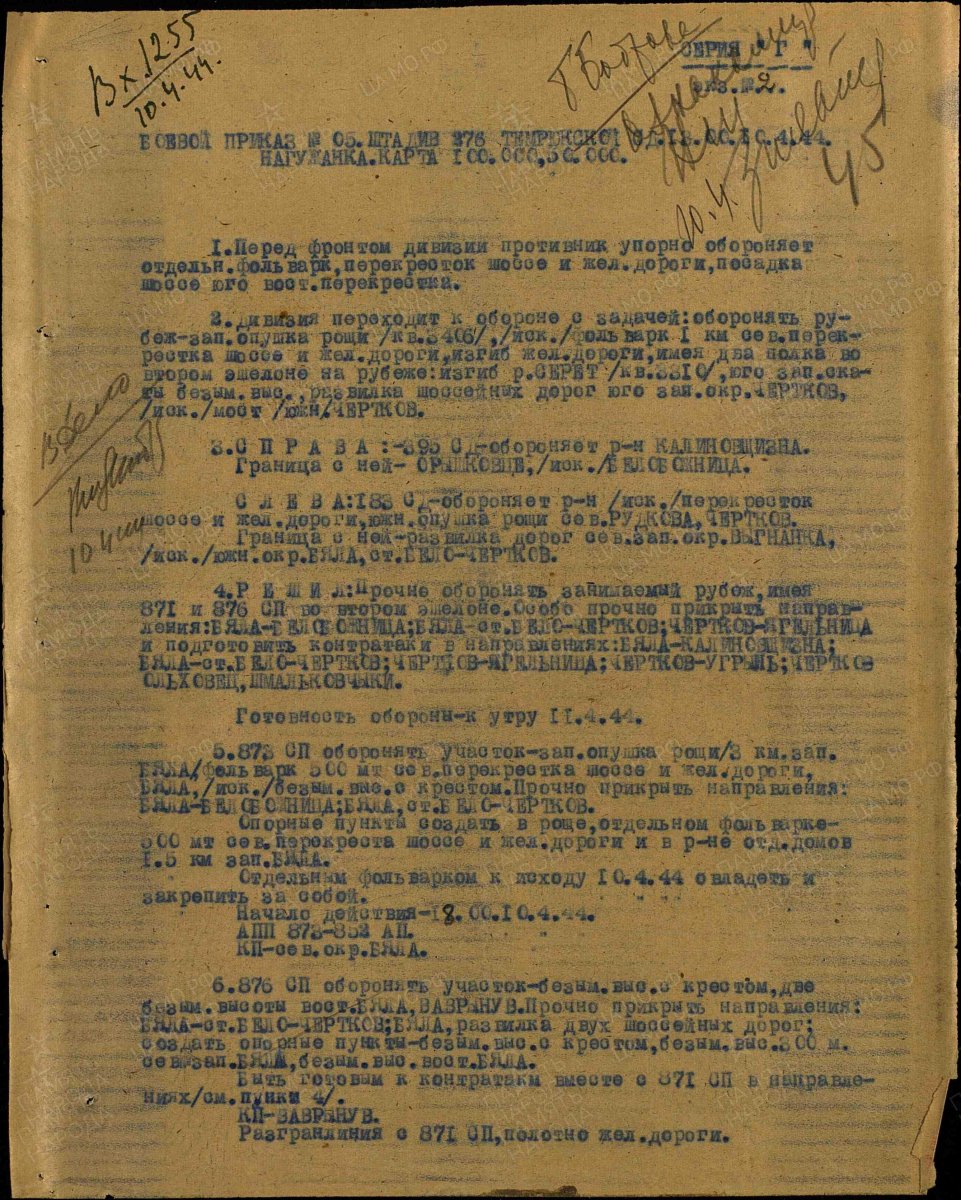 Вх.1255
10.4.44.
СЕРИЯ "Г"
экз.№2.
45
10.4.
БОЕВОЙ ПРИКАЗ № 05.ШТАДИВ 276 ТЕМРЮКСКОЙ СД.18.00.10.4.44.
НАГУЖАНКА.КАРТА 100.000,50.000.
1.Перед фронтом дивизии противник упорно обороняет
отдельн.фольварк,перекресток шоссе и жел.дороги,посадка
шоссе юго вост.перекрестка.
2.Дивизия переходит к обороне с задачей:оборонять ру-
беж-зап.опушка рощи /кв.3406/,/иск./фольварк 1 км сев.перек-
рестка шоссе и жел.дороги,изгиб жел.дороги,имея два полка во
втором эшелоне на рубеже:изгиб р.СЕРЕТ /кв.3310/,юго зап.ска-
ты безым.выс.,развилка шоссейных дорог юго зап.окр.ЧЕРТКОВ,
/иск./мост /южн/ЧЕРТКОВ.
В дело
10 4
3.С П Р А В А :-395 СД-обороняет р-н КАЛИНОВЩИЗНА.
Граница с ней- ОРЫШКОВЦЕ,/иск./БЕЛОБОЖНИЦА.
С Л Е В А:183 СД-обороняет р-н /иск./перекресток
шоссе и жел.дороги,южн.опушка рощи сев.РУДКОВА,ЧЕРТКОВ.
Граница с ней-развилка дорог сев.зап.окр.ВЫГНАНКА,
/иск./южн.окр.БЯЛА,ст.БЕЛО-ЧЕРТКОВ.
4.Р Е Ш И Л:Прочно оборонять занимаемый рубеж,имея
871 и 876 СП во втором эшелоне.Особо прочно прикрыть направ-
ления:БЯЛА-БЕЛОБОЖНИЦА;БЯЛА-ст.БЕЛО-ЧЕРТКОВ;ЧЕРТКОВ-ЯГЕЛЬНИЦА
и подготовить контратаки в направлениях:БЯЛА-КАЛИНОВЩИЗНА;
БЯЛА-ст.БЕЛО-ЧЕРТКОВ;ЧЕРТКОВ-ЯГЕЛЬНИЦА;ЧЕРТКОВ-УГРЫНЬ;ЧЕРТКОВ
ОЛЬХОВЕЦ,ШМАЛЬКОВЧЫКИ.
Готовность обороны-к утру 11.4.44.
5.873 СП оборонять участок-зап.опушка рощи/3 км.зап.
БЯХА/фольварк 500 мт сев.перекрестка шоссе и жел.дороги,
БЯЛА,/иск./безым.выс.с крестом.Прочно прикрыть направления:
БЯЛА-БЕЛОБОЖНИЦА;БЯЛА,ст.БЕЛО-ЧЕРТКОВ.
Опорные пункты создать в роще,отдельном фольварке-
500 мт сев.перекреста шоссе и жел.дороги и в р-не отд.домов
1.5 км зап.БЯЛА.
Отдельным фольварком к исходу 10.4.44 овладеть и
закрепить за собой.
Начало действия-18.00.10.4.44.
АПП 873-852 АП.
КП-сев.окр.БЯЛА.
6.876 СП оборонять участок-безым.выс.с крестом,две
безым.высоты вост.БЯЛА,ВАВРЫНУВ.Прочно прикрыть направления:
БЯЛА-ст.БЕЛО-ЧЕРТКОВ;БЯЛА,развилка двух шоссейных дорог;
создать опорные пункты-безым.выс.с крестом,безым.выс.300 м.
сев.зап.БЯЛА,безым.выс.вост.БЯЛА.
Быть готовым к контратакм вместе с 871 СП в направле-
ниях/см.пункт 4/.
КП-ВАВРЫНУВ.
Разгранлиния с 871 СП,полотно жел.дороги.